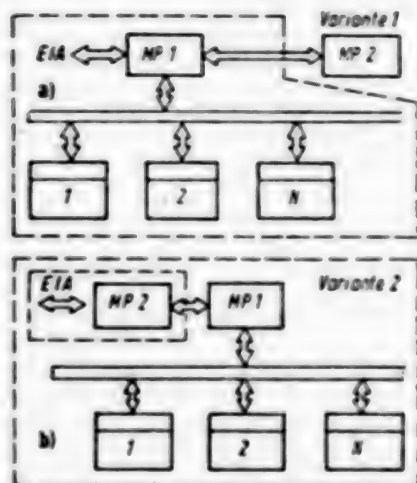 Variante 1
EIA MP 1 MP 2
a)
1 2 N
EIA MP 2 MP 1 Variante 2
b)
1 2 N